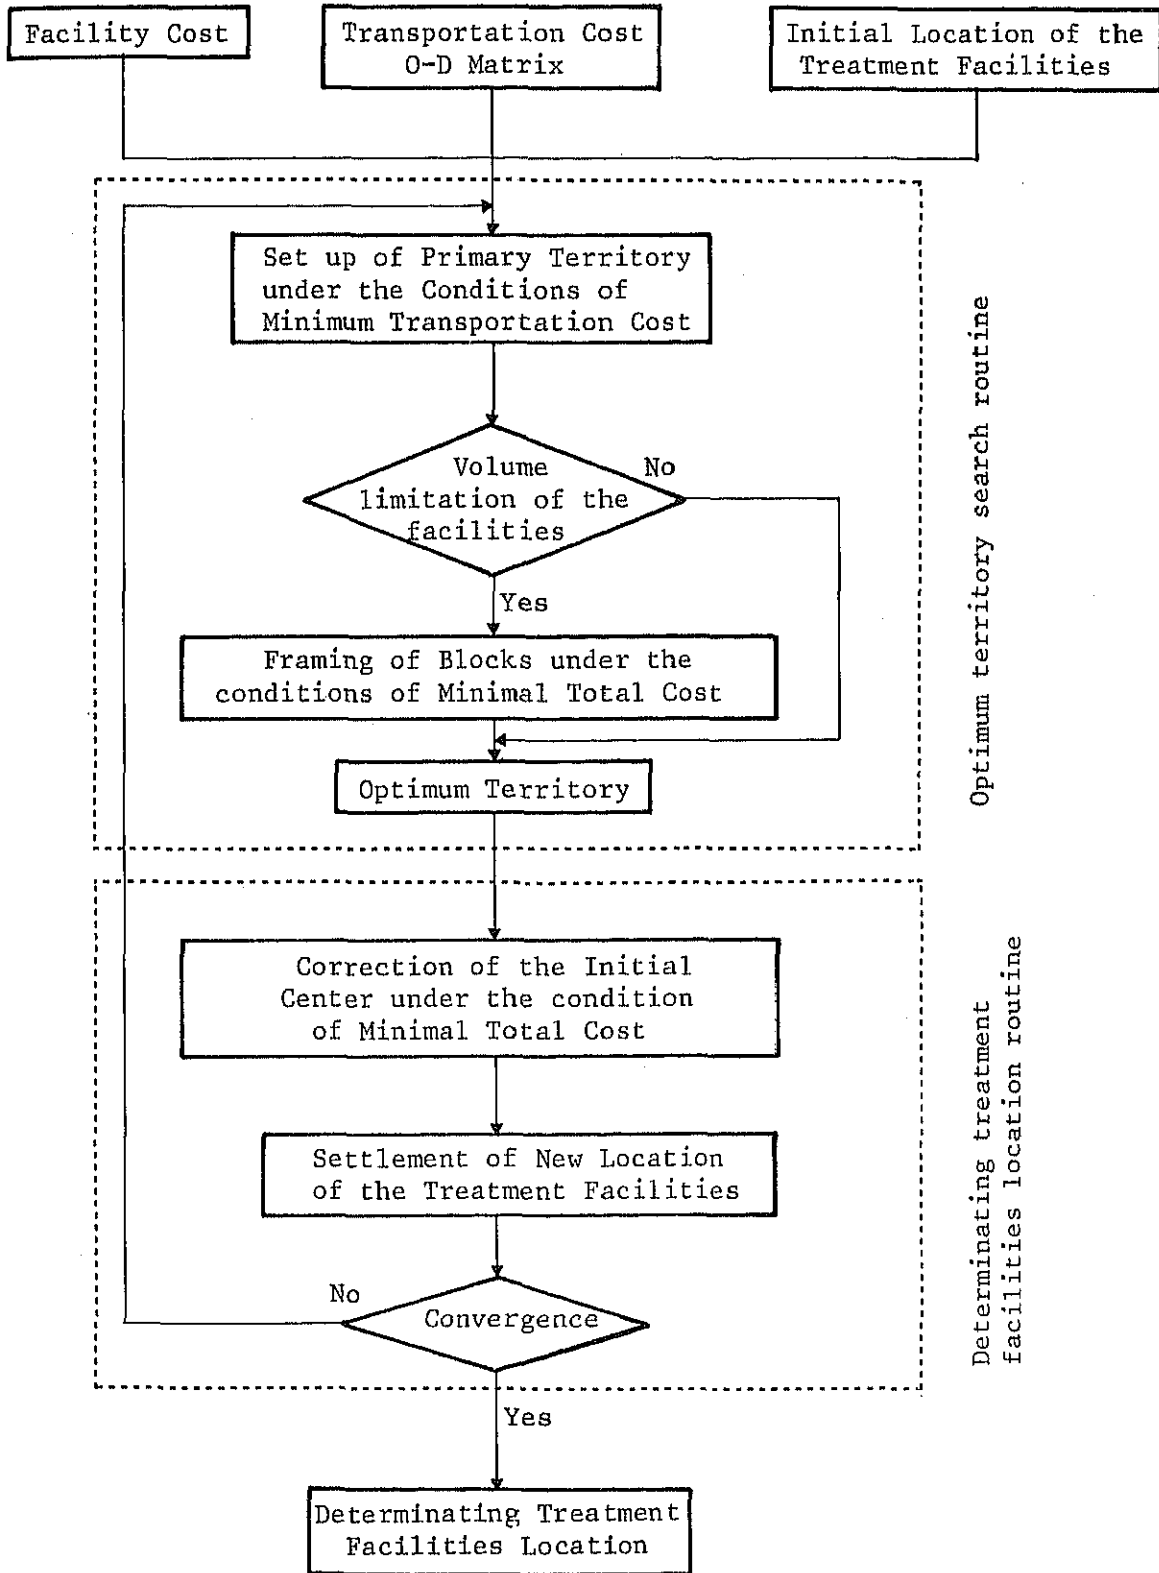 Facility Cost
Transportation Cost
O-D Matrix
Initial Location of the
Treatment Facilities
Set up of Primary Territory
under the Conditions of
Minimum Transportation Cost
Volume
limitation of the
facilities
No
Yes
Framing of Blocks under the
conditions of Minimal Total Cost
Optimum Territory
Optimum territory search routine
Correction of the Initial
Center under the condition
of Minimal Total Cost
Settlement of New Location
of the Treatment Facilities
No
Convergence
Yes
Determinating treatment
facilities location routine
Determinating Treatment
Facilities Location